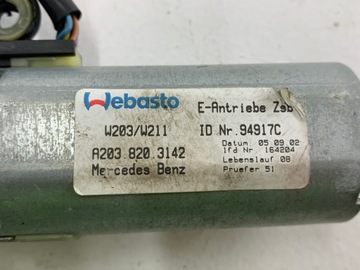 Webasto
E-Antriebe Zsb
W203/W211
ID Nr.94917C
A203.820.3142
Datum. 05.09.02
lfd Nr. 164204
Mercedes Benz
Lebenslauf 08
Pruefer 51